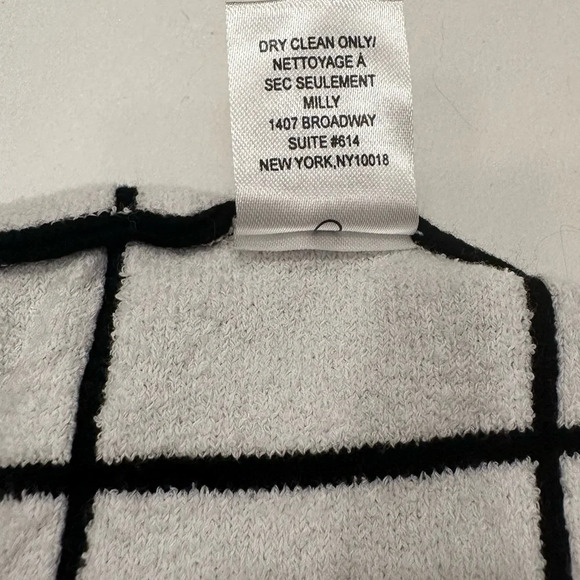 DRY CLEAN ONLY/
NETTOYAGE À
SEC SEULEMENT
MILLY
1407 BROADWAY
SUITE #614
NEW YORK,NY10018